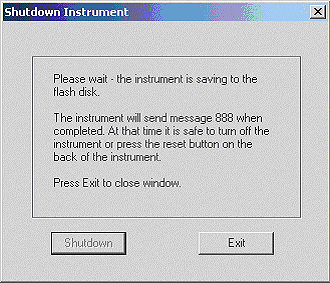 Shutdown Instrument
Please wait - the instrument is saving to the
flash disk.
The instrument will send message 888 when
completed. At that time it is safe to turn off the
instrument or press the reset button on the
back of the instrument.
Press Exit to close window.
Shutdown
Exit